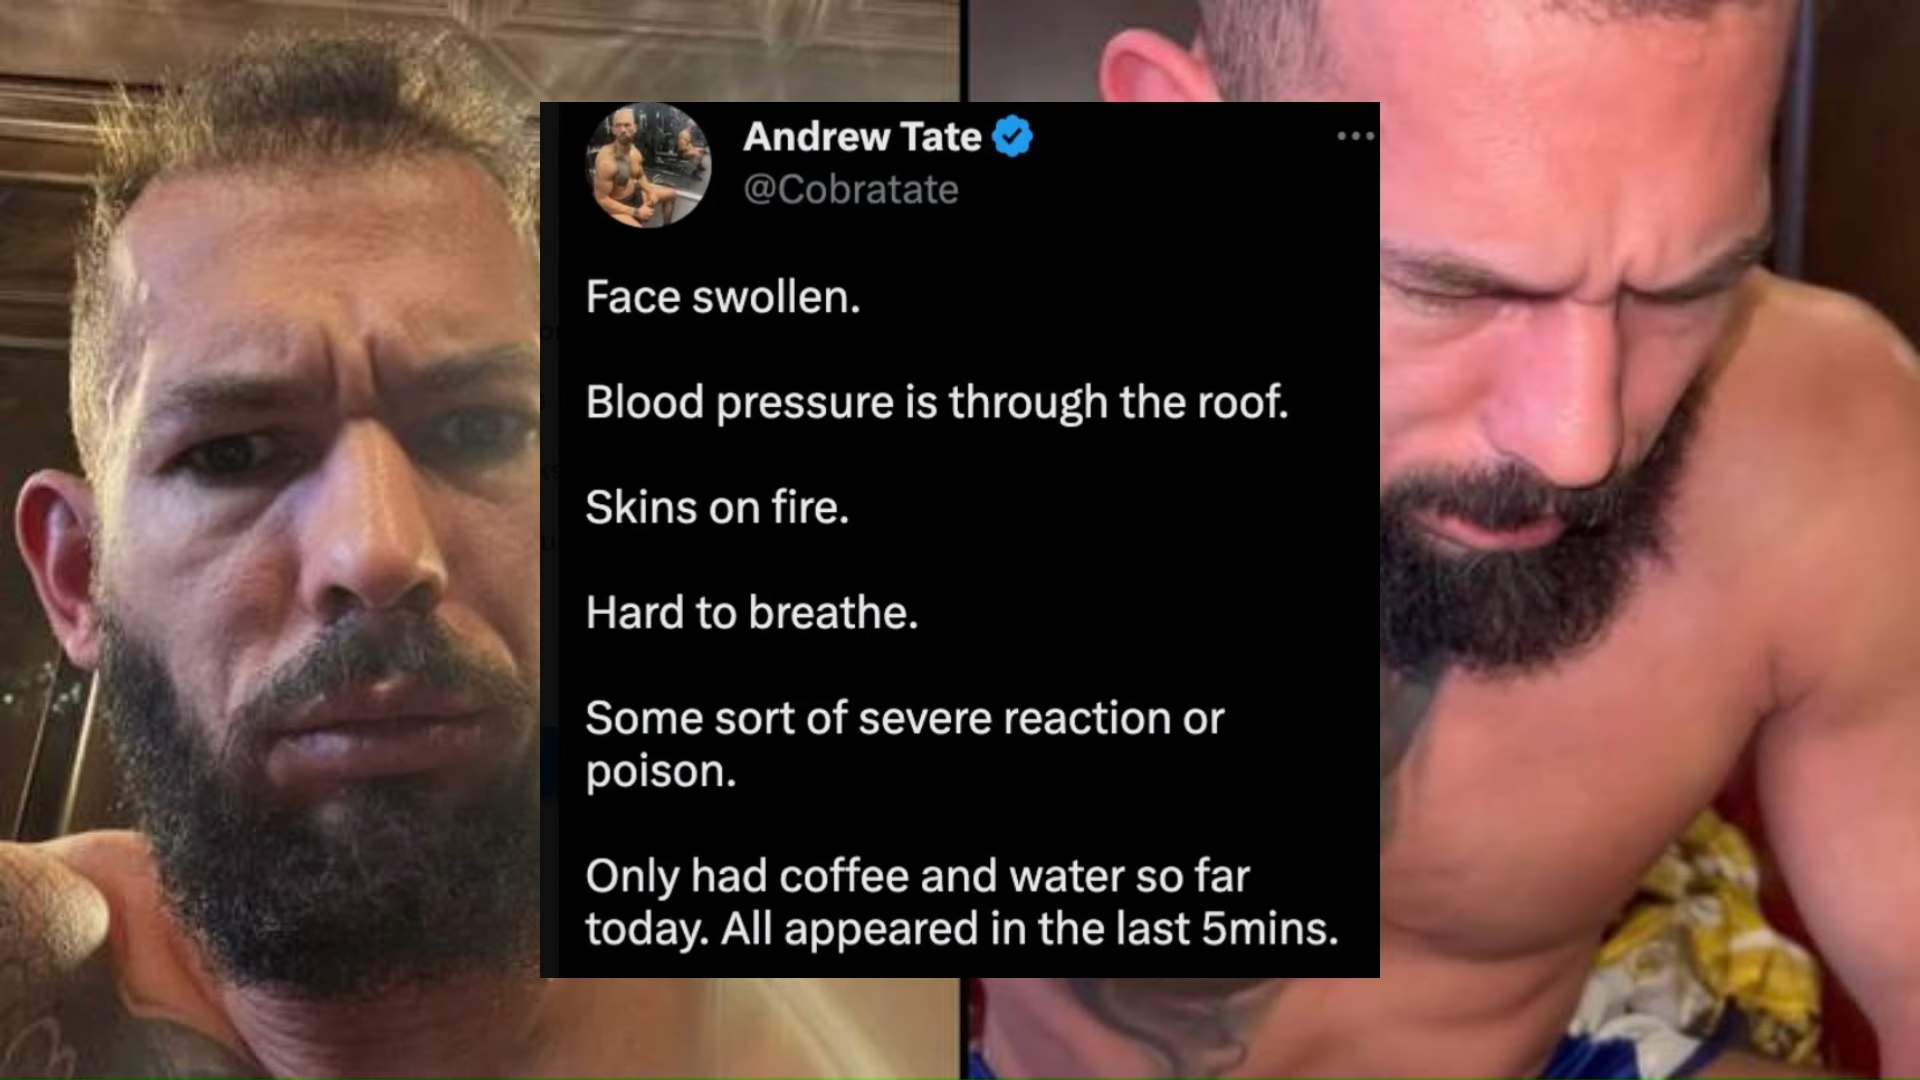 Andrew Tate
@Cobratate
Face swollen.
Blood pressure is through the roof.
Skins on fire.
Hard to breathe.
Some sort of severe reaction or
poison.
Only had coffee and water so far
today. All appeared in the last 5mins.